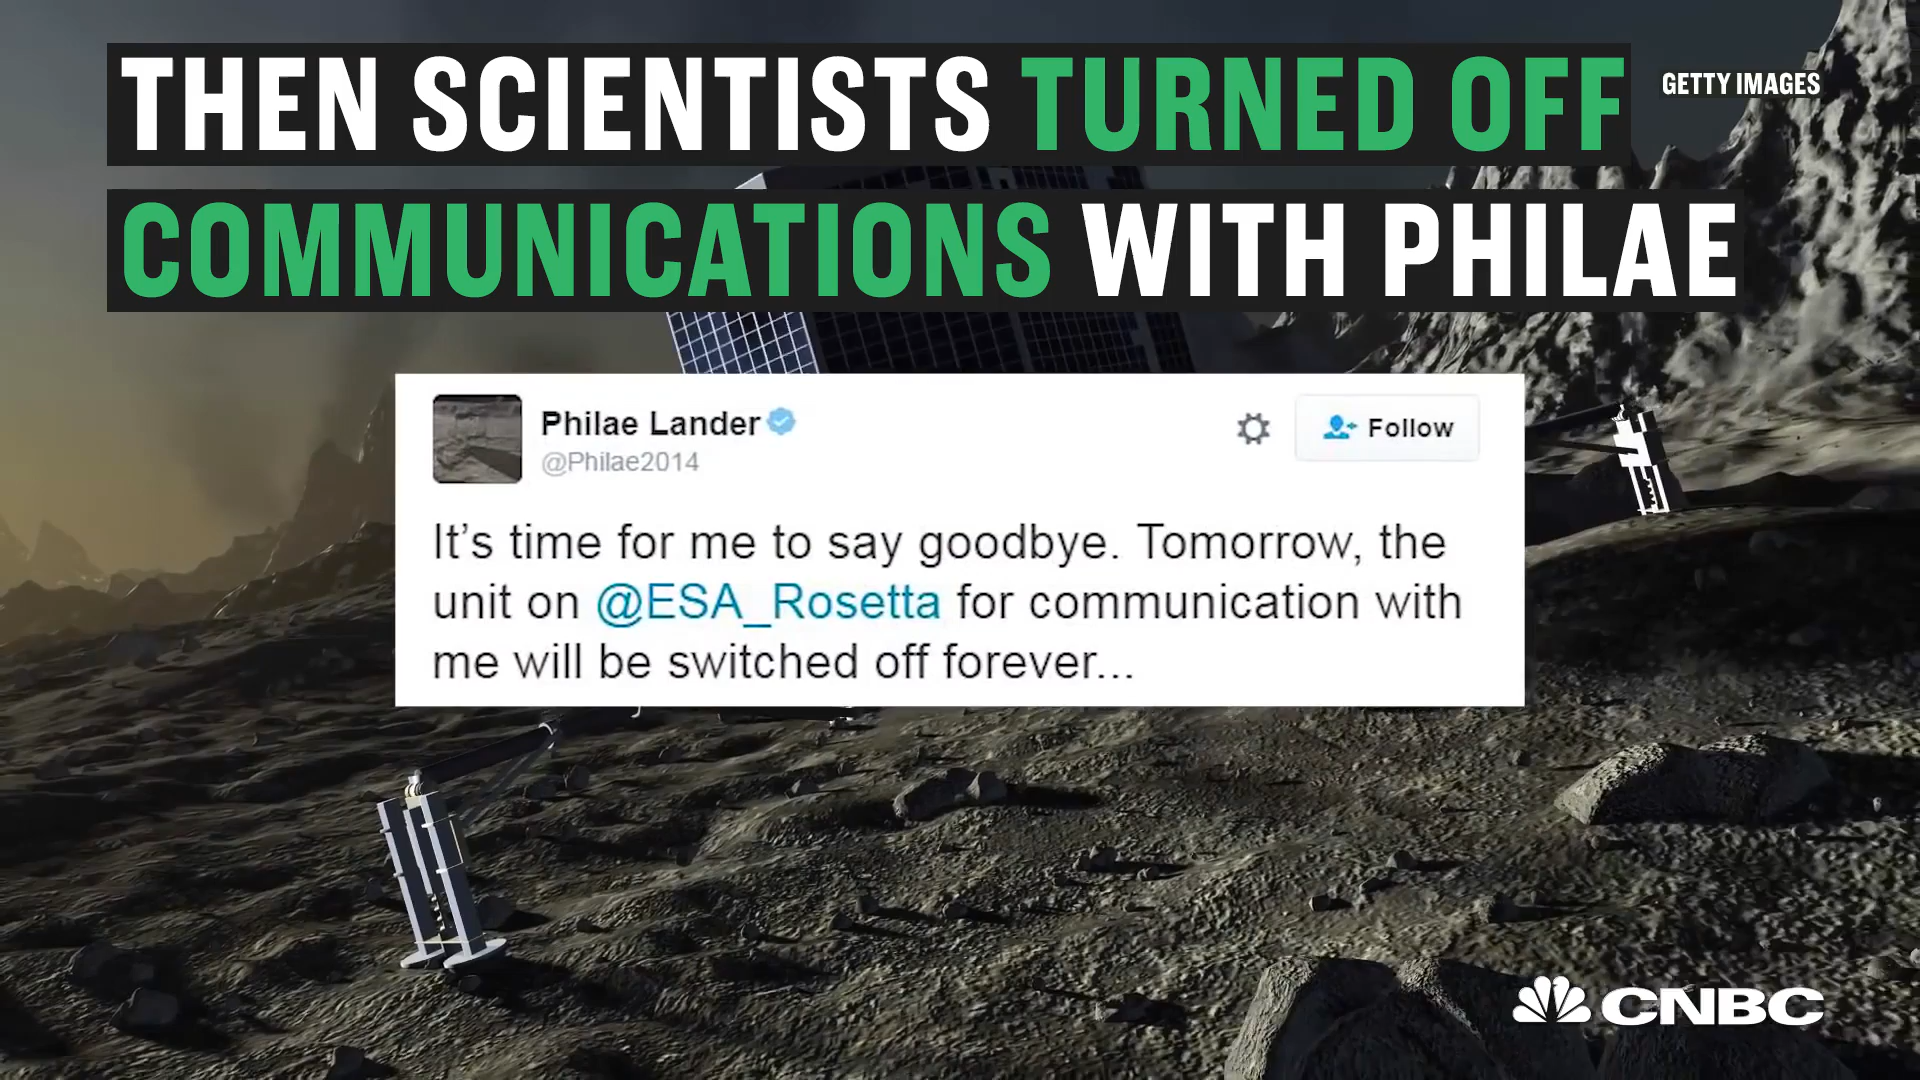 THEN SCIENTISTS TURNED OFF
GETTY IMAGES
COMMUNICATIONS WITH PHILAE
Philae Lander
@Philae2014
Follow
It’s time for me to say goodbye. Tomorrow, the
unit on @ESA_Rosetta for communication with
me will be switched off forever...
CNBC